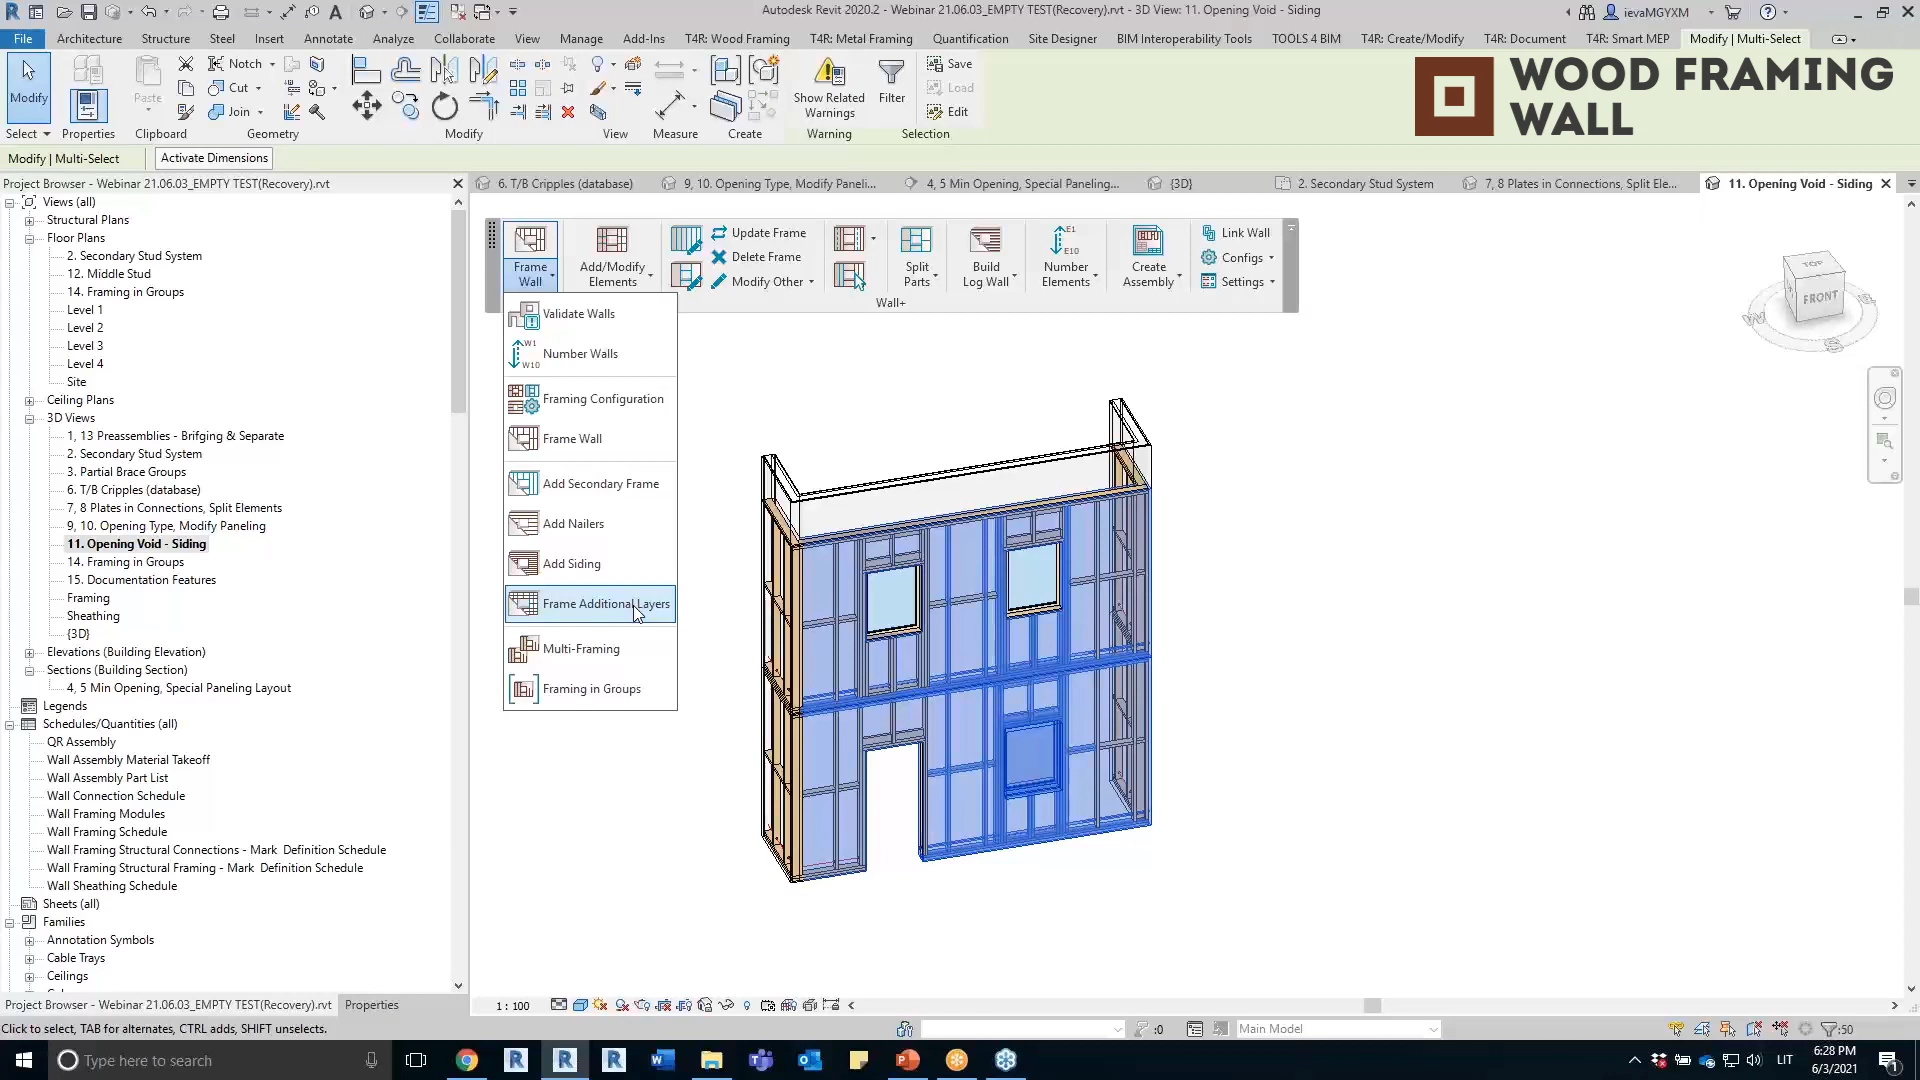 Autodesk Revit 2020.2 - Webinar 21.06.03_EMPTY TEST(Recovery).rvt - 3D View: 11. Opening Void - Siding
ievaMGYXM
File
Architecture
Structure
Steel
Insert
Annotate
Analyze
Collaborate
View
Manage
Add-Ins
T4R: Wood Framing
T4R: Metal Framing
Quantification
Site Designer
BIM Interoperability Tools
TOOLS 4 BIM
T4R: Create/Modify
T4R: Document
T4R: Smart MEP
Modify | Multi-Select
Modify
Paste
Notch
Cut
Join
Show Related
Warnings
Filter
Save
Load
Edit
Select
Properties
Clipboard
Geometry
Modify
View
Measure
Create
Warning
Selection
WOOD FRAMING
WALL
Modify | Multi-Select
Activate Dimensions
Project Browser - Webinar 21.06.03_EMPTY TEST(Recovery).rvt
6. T/B Cripples (database)
9, 10. Opening Type, Modify Paneli...
4, 5 Min Opening, Special Paneling...
{3D}
2. Secondary Stud System
7, 8 Plates in Connections, Split Ele...
11. Opening Void - Siding
Views (all)
Structural Plans
Floor Plans
2. Secondary Stud System
12. Middle Stud
14. Framing in Groups
Level 1
Level 2
Level 3
Level 4
Site
Ceiling Plans
3D Views
1, 13 Preassemblies - Brifging & Separate
2. Secondary Stud System
3. Partial Brace Groups
6. T/B Cripples (database)
7, 8 Plates in Connections, Split Elements
9, 10. Opening Type, Modify Paneling
11. Opening Void - Siding
14. Framing in Groups
15. Documentation Features
Framing
Sheathing
{3D}
Elevations (Building Elevation)
Sections (Building Section)
4, 5 Min Opening, Special Paneling Layout
Legends
Schedules/Quantities (all)
QR Assembly
Wall Assembly Material Takeoff
Wall Assembly Part List
Wall Connection Schedule
Wall Framing Modules
Wall Framing Schedule
Wall Framing Structural Connections - Mark Definition Schedule
Wall Framing Structural Framing - Mark Definition Schedule
Wall Sheathing Schedule
Sheets (all)
Families
Annotation Symbols
Cable Trays
Ceilings
Frame
Wall
Add/Modify
Elements
Update Frame
Delete Frame
Modify Other
Split
Parts
Build
Log Wall
E1
E10
Number
Elements
Create
Assembly
Link Wall
Configs
Settings
Wall+
Validate Walls
W1
W10
Number Walls
Framing Configuration
Frame Wall
Add Secondary Frame
Add Nailers
Add Siding
Frame Additional Layers
Multi-Framing
Framing in Groups
TOP
FRONT
W
S
Project Browser - Webinar 21.06.03_EMPTY TEST(Recovery).rvt
Properties
1 : 100
Click to select, TAB for alternates, CTRL adds, SHIFT unselects.
:0
Main Model
:50
Type here to search
LIT
6:28 PM
6/3/2021
1